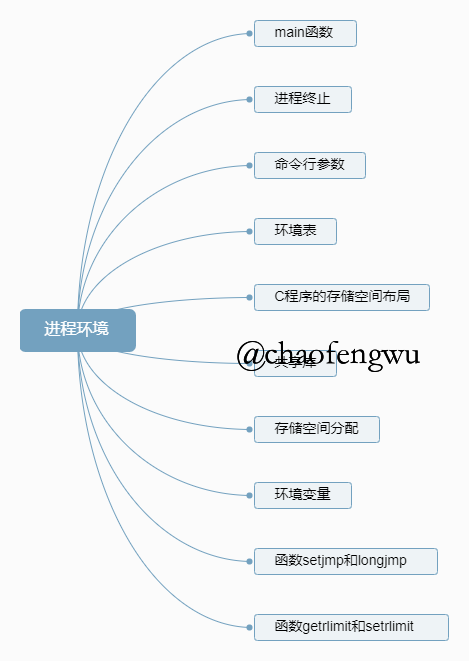 main函数
进程终止
命令行参数
环境表
C程序的存储空间布局
进程环境
@chaofengwu
共享库
存储空间分配
环境变量
函数setjmp和longjmp
函数getrlimit和setrlimit